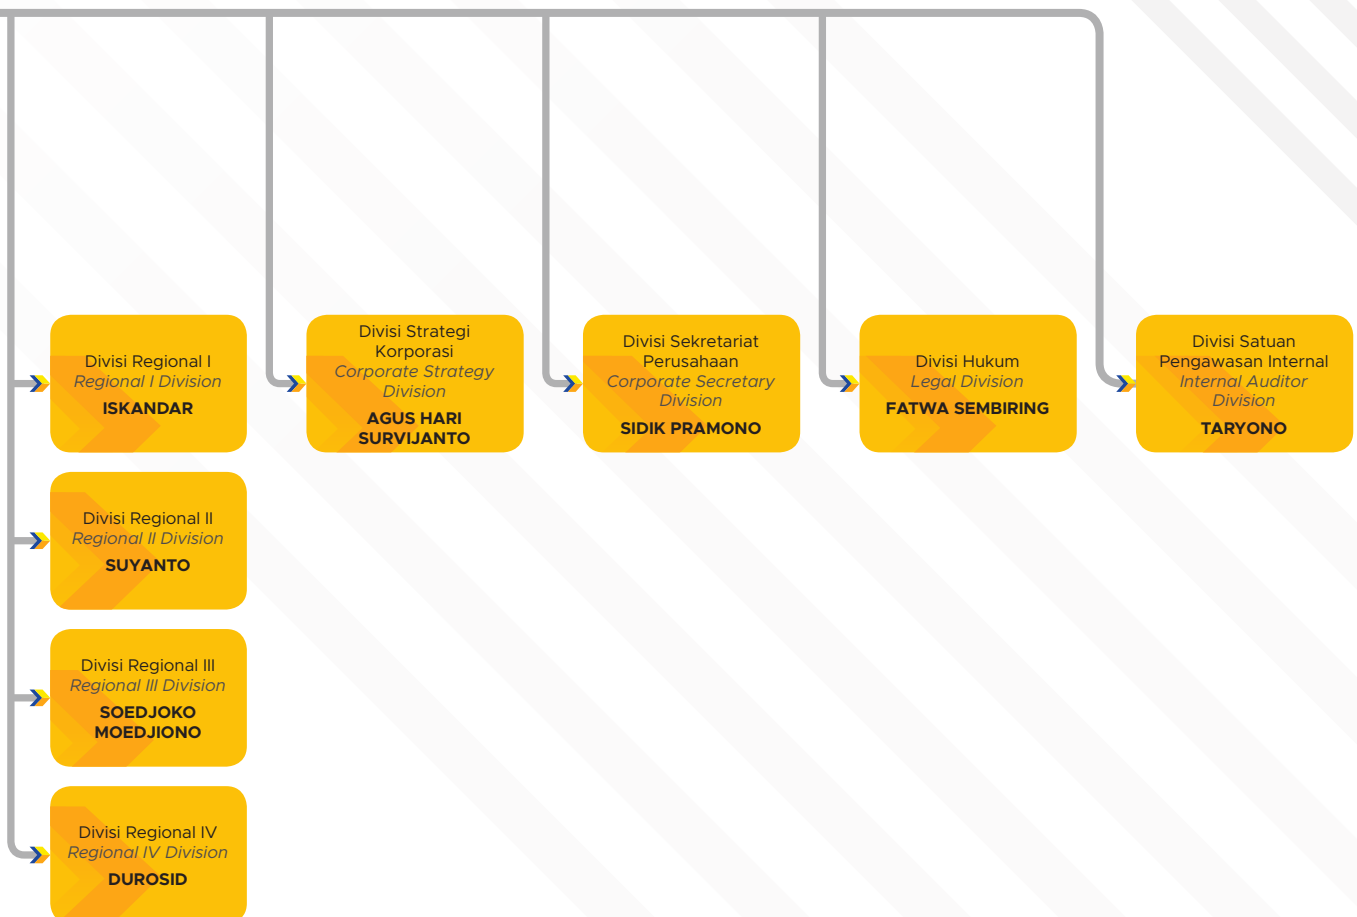 Divisi Regional I
Regional I Division
ISKANDAR
Divisi Strategi
Korporasi
Corporate Strategy
Division
AGUS HARI
SURVIJANTO
Divisi Sekretariat
Perusahaan
Corporate Secretary
Division
SIDIK PRAMONO
Divisi Hukum
Legal Division
FATWA SEMBIRING
Divisi Satuan
Pengawasan Internal
Internal Auditor
Division
TARYONO
Divisi Regional II
Regional II Division
SUYANTO
Divisi Regional III
Regional III Division
SOEDJOKO
MOEDJIONO
Divisi Regional IV
Regional IV Division
DUROSID